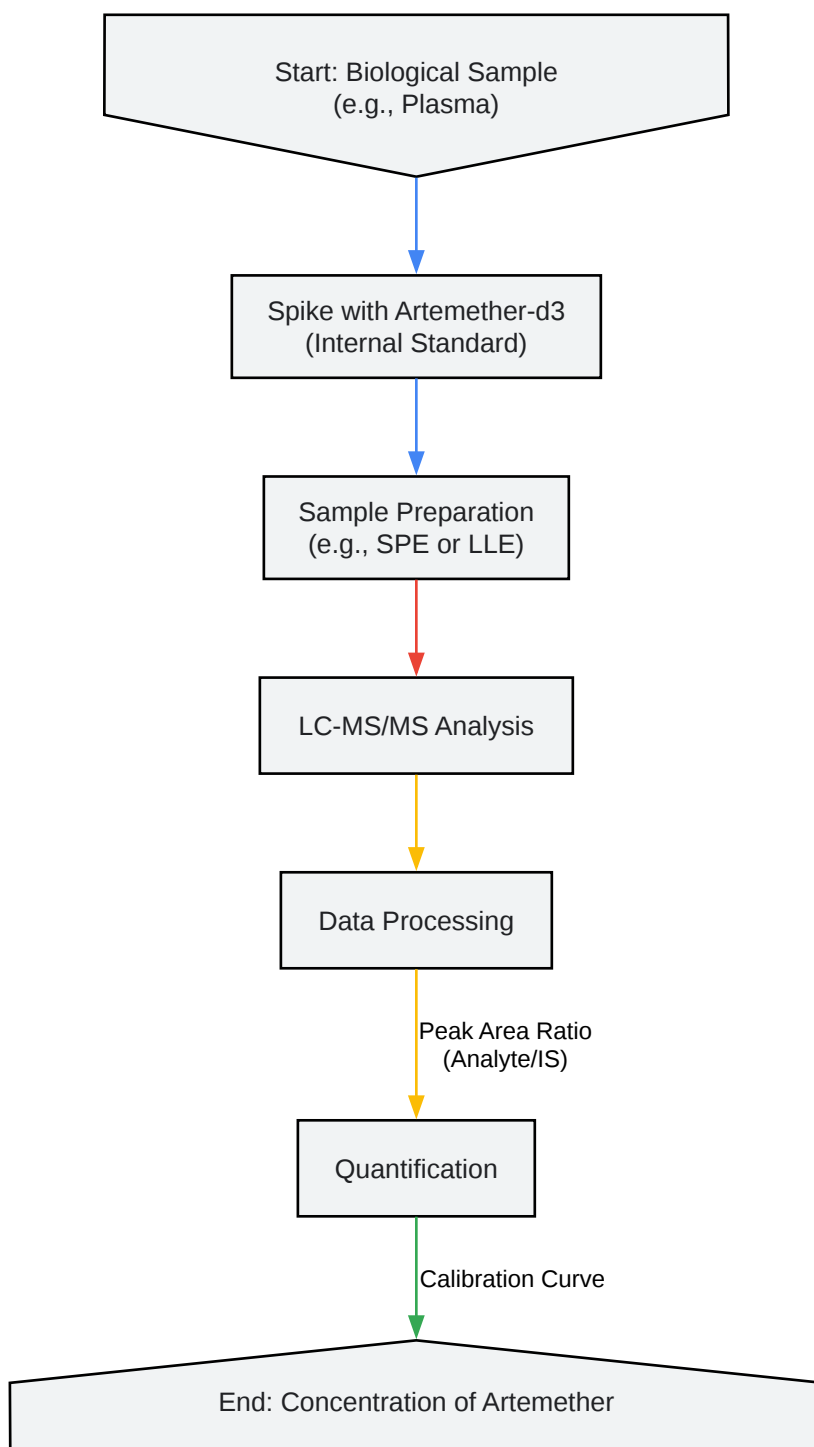 Start: Biological Sample
(e.g., Plasma)
Spike with Artemether-d3
(Internal Standard)
Sample Preparation
(e.g., SPE or LLE)
LC-MS/MS Analysis
Data Processing
Peak Area Ratio
(Analyte/IS)
Quantification
Calibration Curve
End: Concentration of Artemether